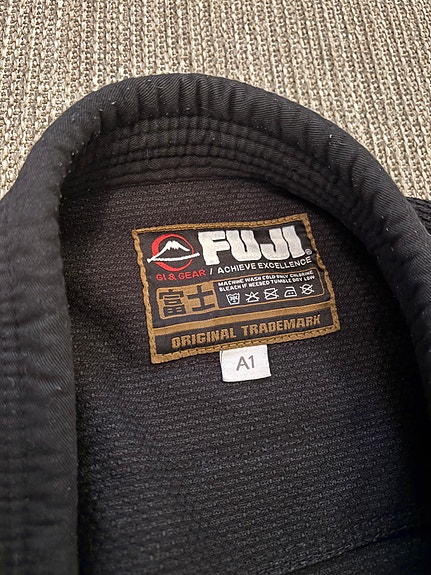 FUJI®
GI & GEAR / ACHIEVE EXCELLENCE
富士
MACHINE WASH COLD ONLY CHLORINE
BLEACH IF NEEDED TUMBLE DRY LOW
ORIGINAL TRADEMARK
A1